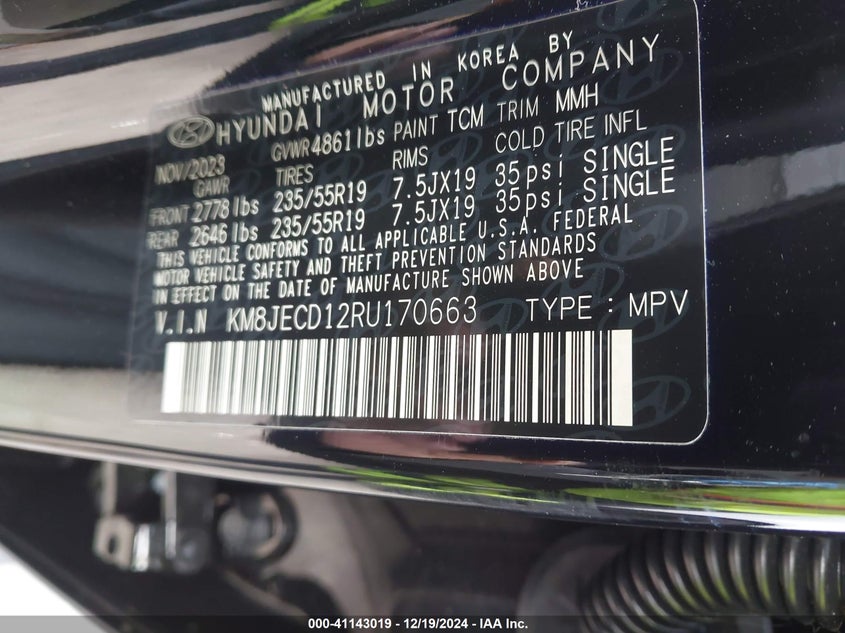 MANUFACTURED IN KOREA BY
HYUNDAI MOTOR COMPANY
NOV/2023 GVWR 4861lbs PAINT TCM TRIM MMH
GAWR TIRES RIMS COLD TIRE INFL
FRONT 2778 lbs 235/55R19 7.5JX19 35psi SINGLE
REAR 2646 lbs 235/55R19 7.5JX19 35psi SINGLE
THIS VEHICLE CONFORMS TO ALL APPLICABLE U.S.A. FEDERAL
MOTOR VEHICLE SAFETY AND THEFT PREVENTION STANDARDS
IN EFFECT ON THE DATE OF MANUFACTURE SHOWN ABOVE
V.I.N KM8JECD12RU170663 TYPE : MPV
000-41143019 - 12/19/2024 - IAA Inc.